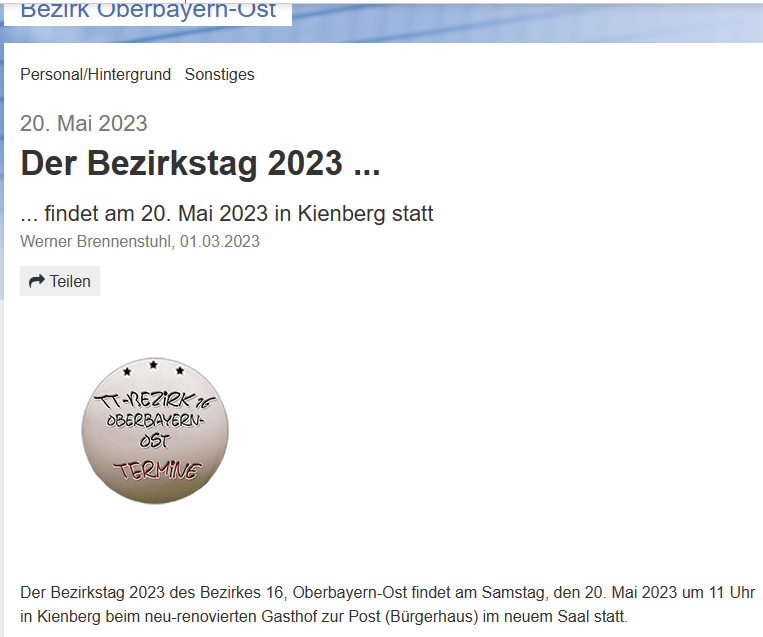 Bezirk Oberbayern-Ost
Personal/Hintergrund Sonstiges
20. Mai 2023
Der Bezirkstag 2023 ...
... findet am 20. Mai 2023 in Kienberg statt
Werner Brennenstuhl, 01.03.2023
Teilen
TT-BEZIRK 16
OBERBAYERN-
OST
TERMINE
Der Bezirkstag 2023 des Bezirkes 16, Oberbayern-Ost findet am Samstag, den 20. Mai 2023 um 11 Uhr
in Kienberg beim neu-renovierten Gasthof zur Post (Bürgerhaus) im neuem Saal statt.